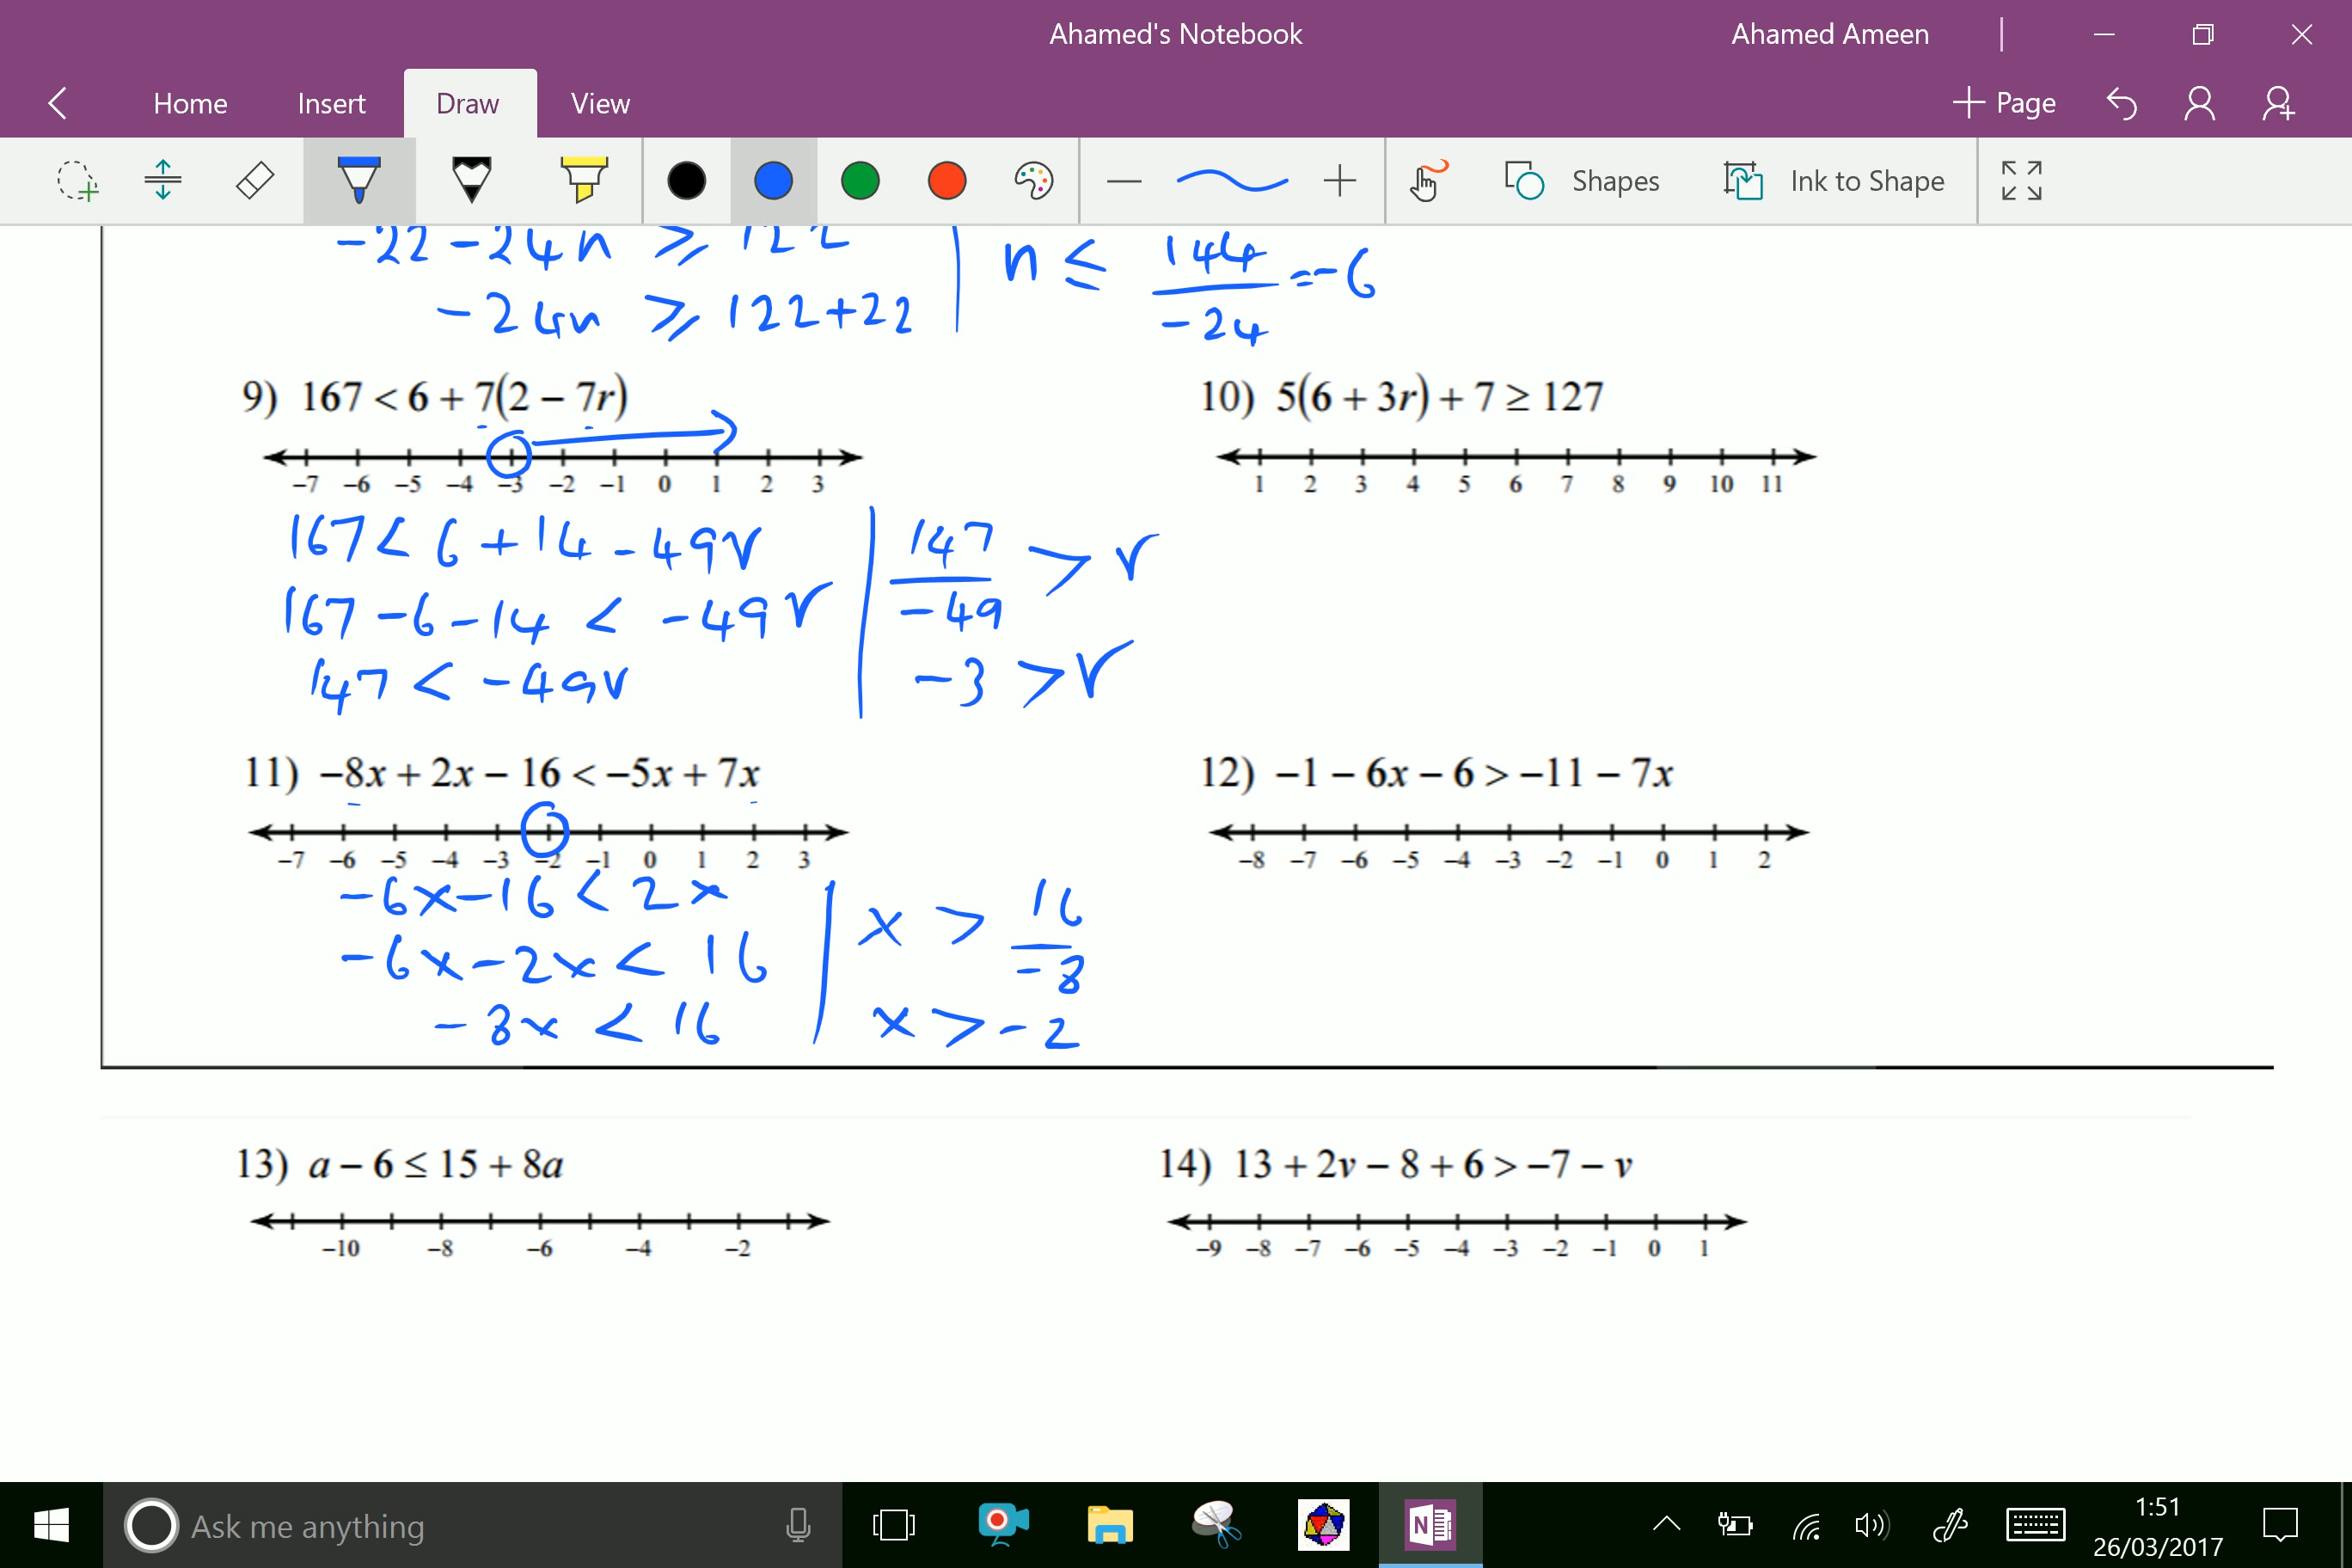 Ahamed's Notebook
Ahamed Ameen
Home Insert Draw View
Page
Shapes
Ink to Shape
-22-24n ≥ 122
-24n ≥ 122+22
n ≤ 144/-24 = -6
9) 167 < 6 + 7(2 − 7r)
-7 -6 -5 -4 -3 -2 -1 0 1 2 3
167 < 6 + 14 - 49r
167 - 6 - 14 < -49r
147 < -49r
147/-49 > r
-3 > r
10) 5(6 + 3r) + 7 ≥ 127
1 2 3 4 5 6 7 8 9 10 11
11) −8x + 2x − 16 < −5x + 7x
-7 -6 -5 -4 -3 -2 -1 0 1 2 3
-6x-16 < 2x
-6x-2x < 16
-8x < 16
x > 16/-8
x > -2
12) −1 − 6x − 6 > −11 − 7x
-8 -7 -6 -5 -4 -3 -2 -1 0 1 2
13) a − 6 ≤ 15 + 8a
-10 -8 -6 -4 -2
14) 13 + 2v − 8 + 6 > −7 − v
-9 -8 -7 -6 -5 -4 -3 -2 -1 0 1
Ask me anything
N
1:51
26/03/2017